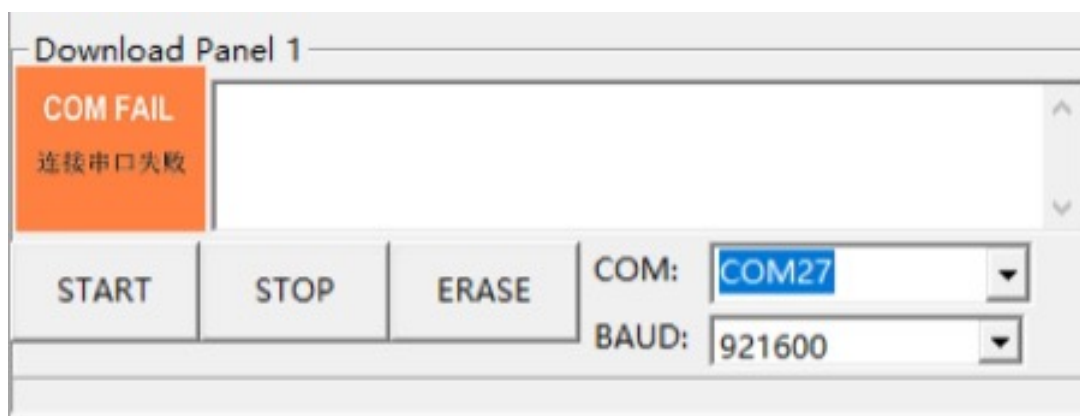 Download Panel 1
COM FAIL
连接串口失败
START
STOP
ERASE
COM:
COM27
BAUD:
921600